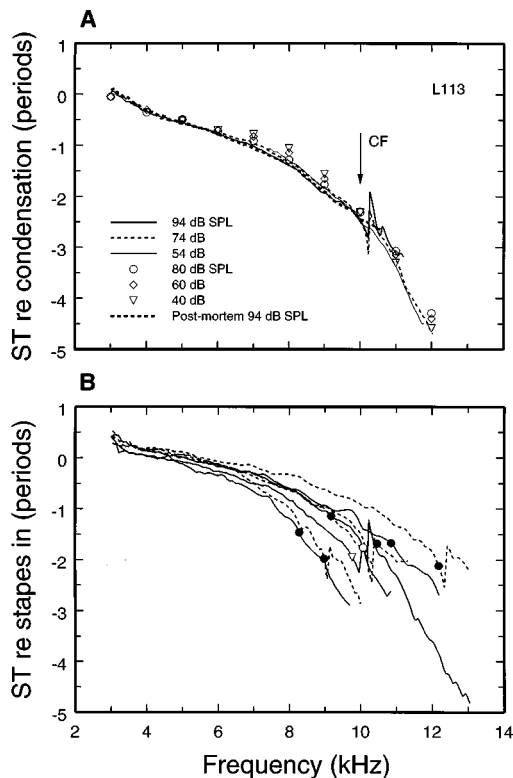 A
1
0
-1
-2
-3
-4
-5
ST re condensation (periods)
L113
CF
94 dB SPL
74 dB
54 dB
80 dB SPL
60 dB
40 dB
Post-mortem 94 dB SPL
B
1
0
-1
-2
-3
-4
-5
ST re stapes in (periods)
2 4 6 8 10 12 14
Frequency (kHz)